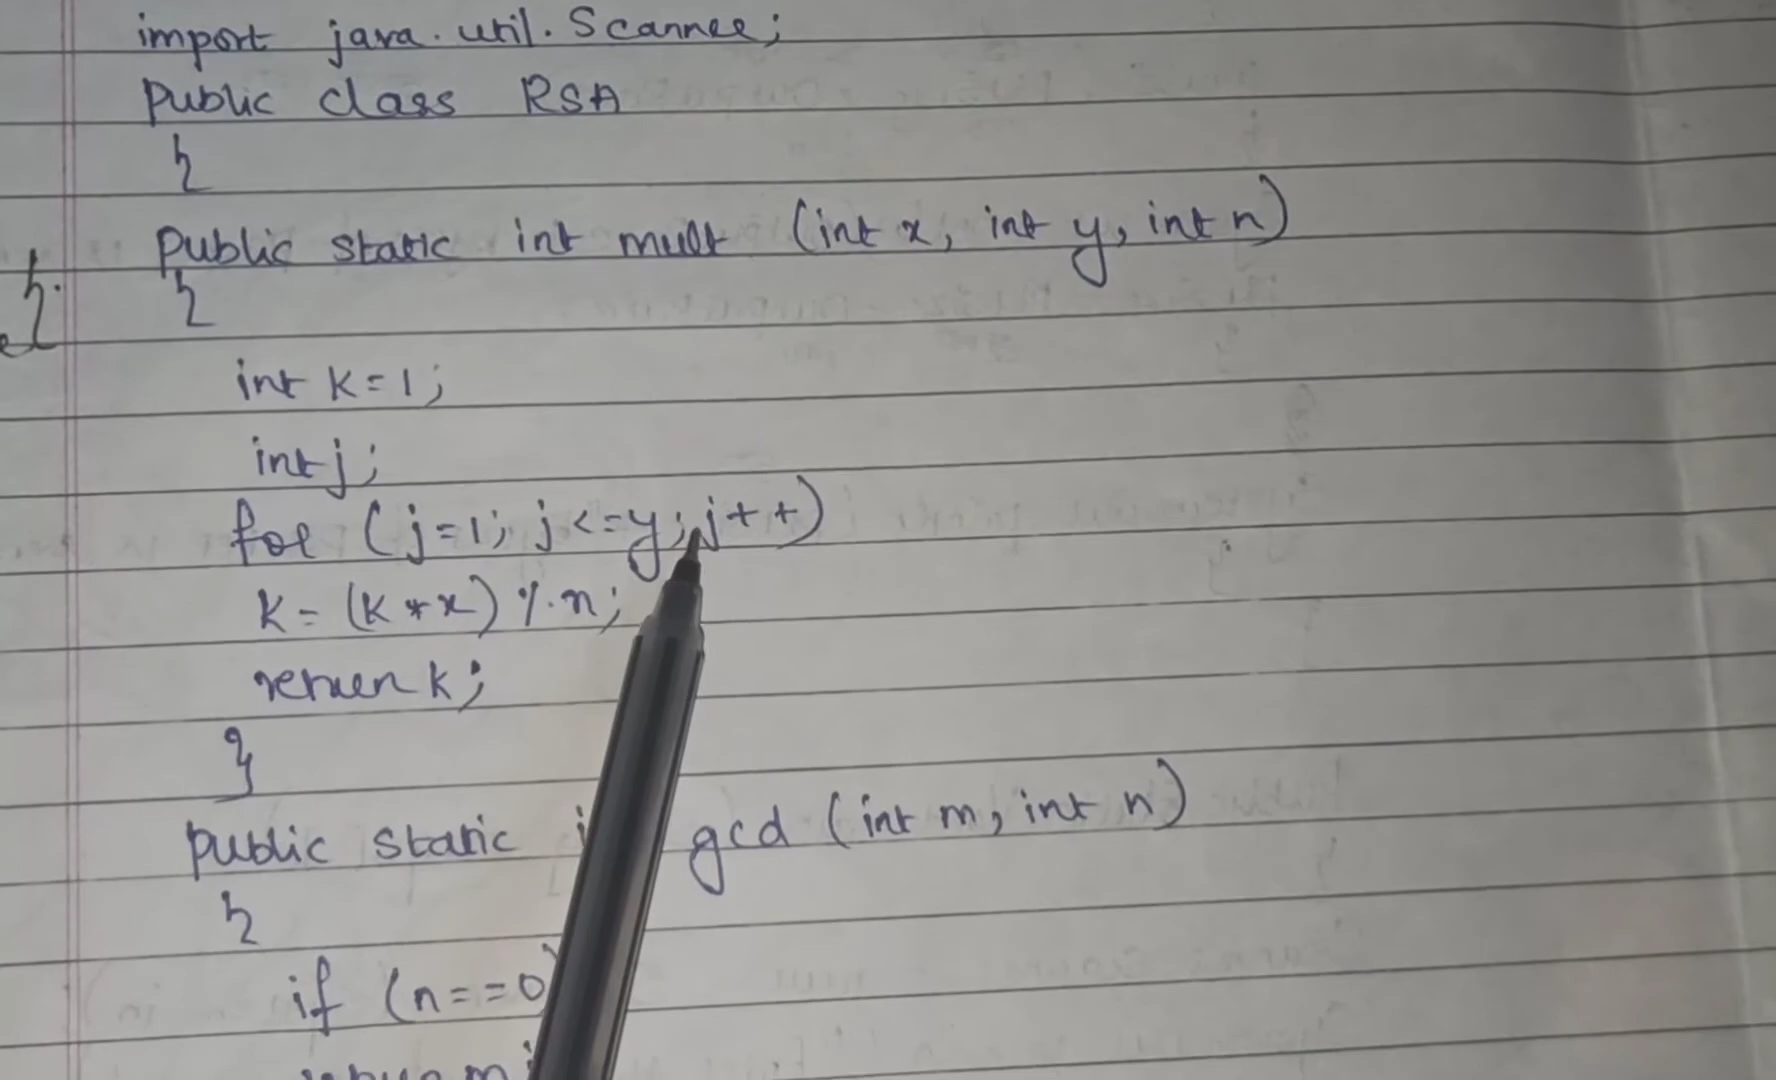 import java.util.Scanner;
public class RSA
{
public static int mult (int x, int y, int n)
{
int k=1;
int j;
for (j=1; j<=y; j++)
k=(k*x)%n;
return k;
}
public static gcd (int m, int n)
{
if (n==0)
return m;